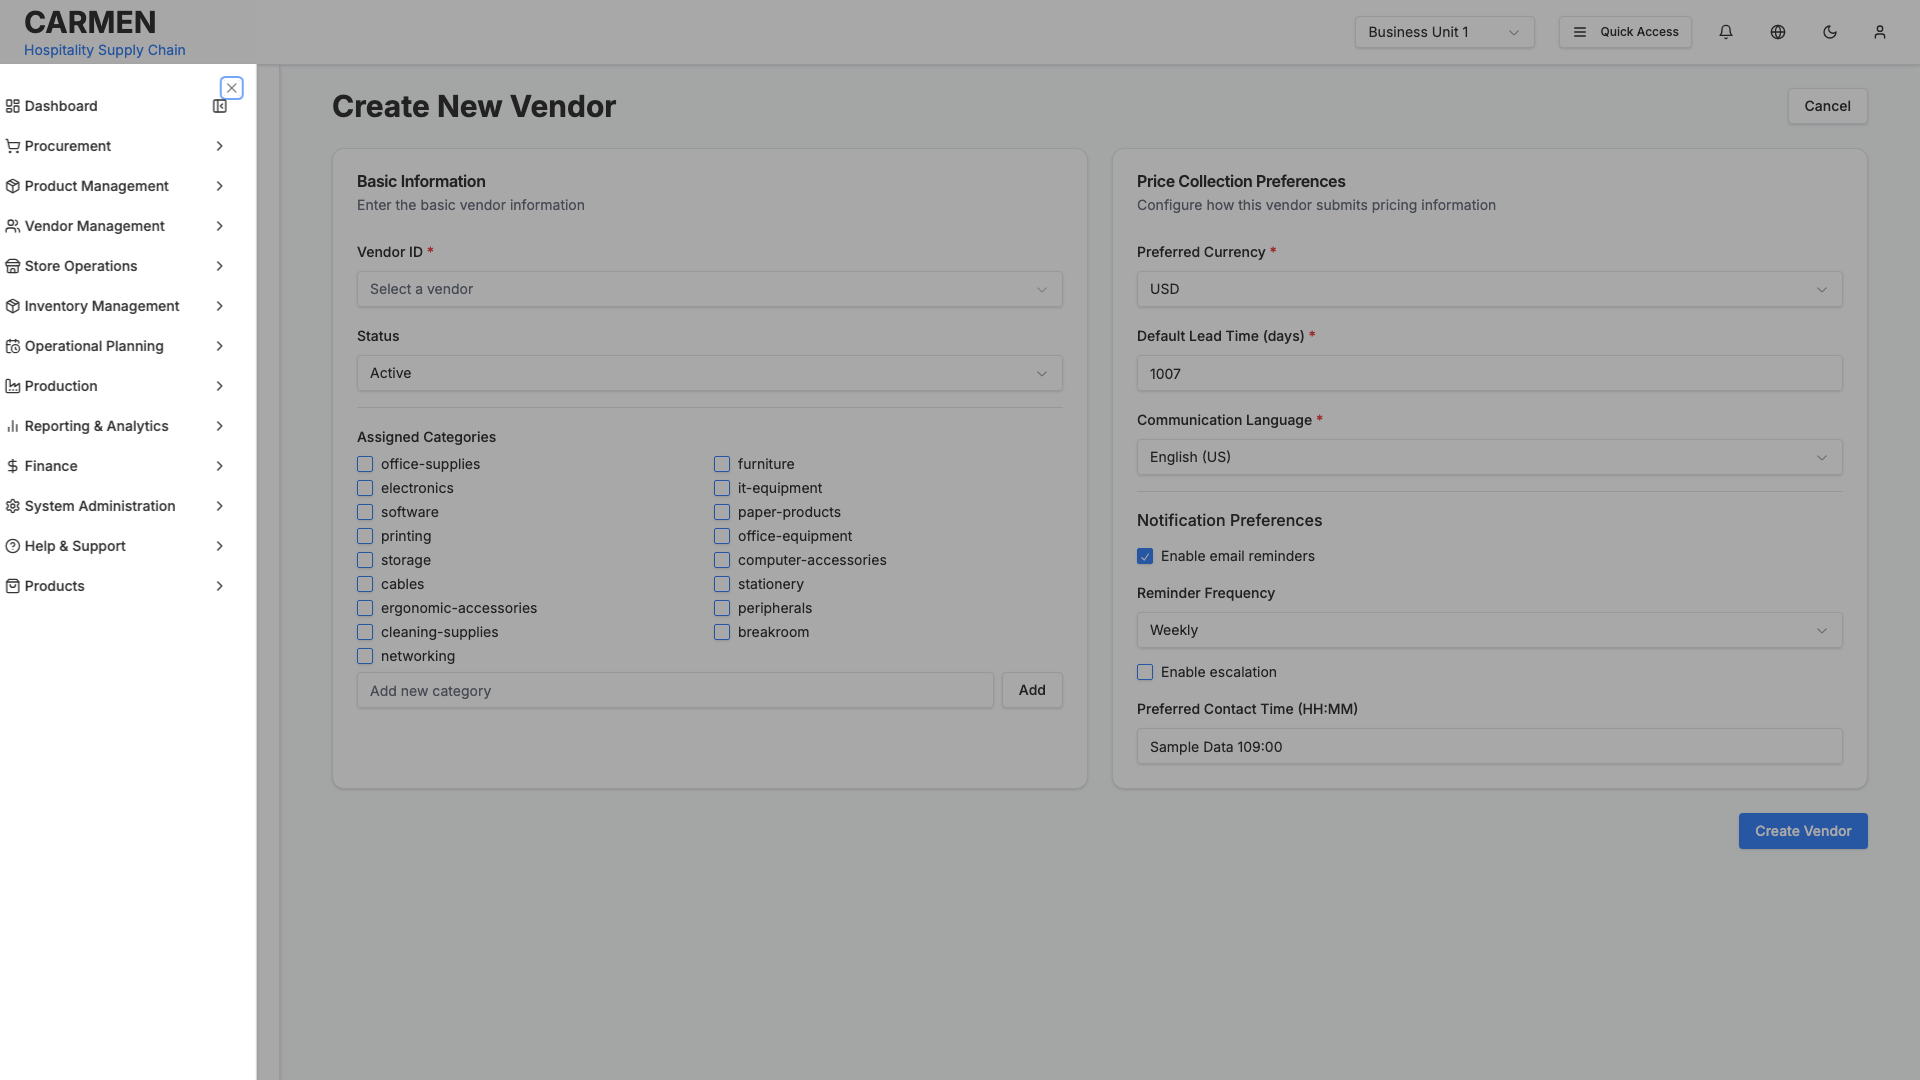 CARMEN
Hospitality Supply Chain
Business Unit 1
Quick Access
Dashboard
Procurement
Product Management
Vendor Management
Store Operations
Inventory Management
Operational Planning
Production
Reporting & Analytics
Finance
System Administration
Help & Support
Products
Create New Vendor
Cancel
Basic Information
Enter the basic vendor information
Vendor ID *
Select a vendor
Status
Active
Assigned Categories
office-supplies
furniture
electronics
it-equipment
software
paper-products
printing
office-equipment
storage
computer-accessories
cables
stationery
ergonomic-accessories
peripherals
cleaning-supplies
breakroom
networking
Add new category
Add
Price Collection Preferences
Configure how this vendor submits pricing information
Preferred Currency *
USD
Default Lead Time (days) *
1007
Communication Language *
English (US)
Notification Preferences
Enable email reminders
Reminder Frequency
Weekly
Enable escalation
Preferred Contact Time (HH:MM)
Sample Data 109:00
Create Vendor